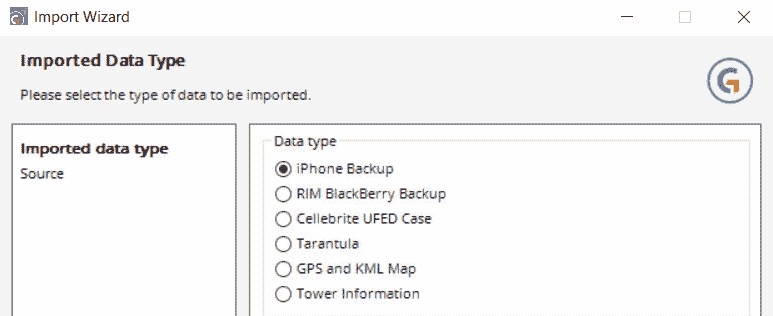 Import Wizard
Imported Data Type
Please select the type of data to be imported.
Imported data type
Source
Data type
iPhone Backup
RIM BlackBerry Backup
Cellebrite UFED Case
Tarantula
GPS and KML Map
Tower Information